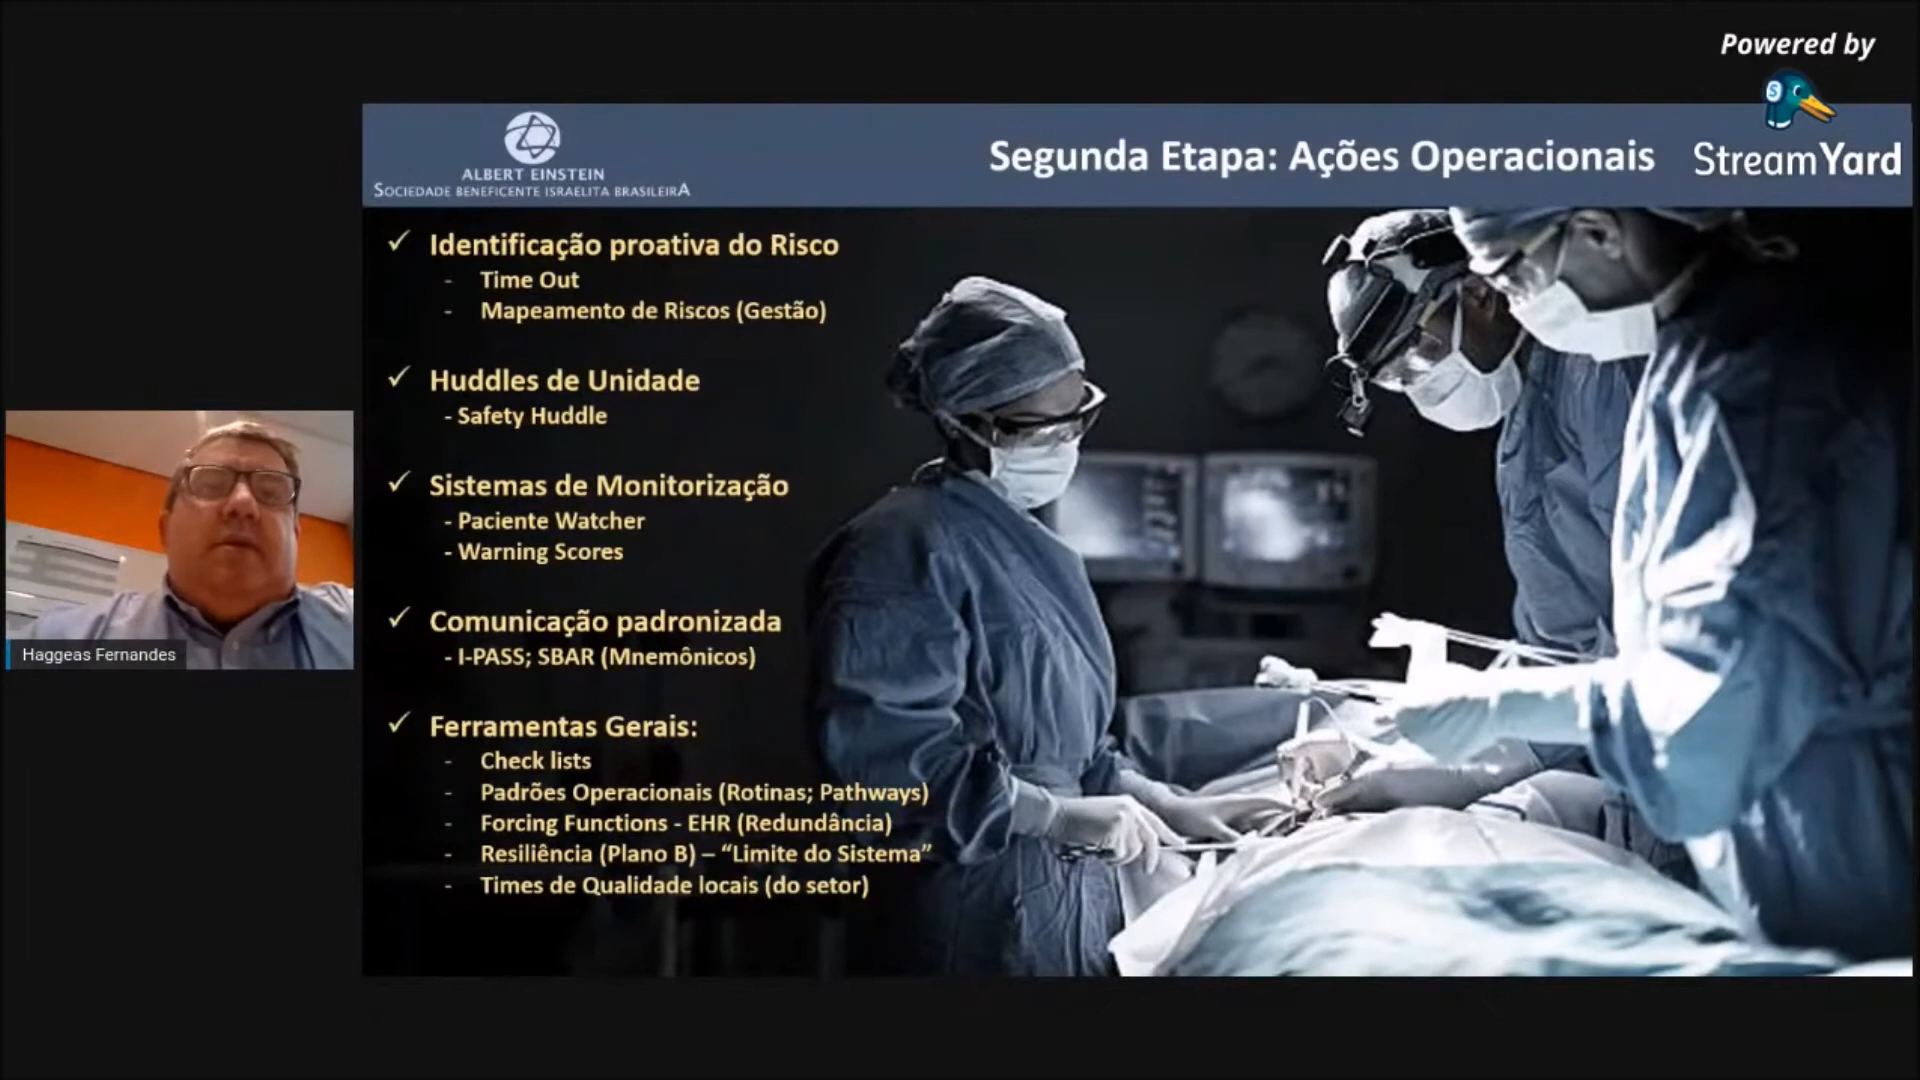 Powered by
StreamYard
ALBERT EINSTEIN
SOCIEDADE BENEFICENTE ISRAELITA BRASILEIRA
Segunda Etapa: Ações Operacionais
✓ Identificação proativa do Risco
- Time Out
- Mapeamento de Riscos (Gestão)
✓ Huddles de Unidade
- Safety Huddle
✓ Sistemas de Monitorização
- Paciente Watcher
- Warning Scores
✓ Comunicação padronizada
- I-PASS; SBAR (Mnemônicos)
✓ Ferramentas Gerais:
- Check lists
- Padrões Operacionais (Rotinas; Pathways)
- Forcing Functions - EHR (Redundância)
- Resiliência (Plano B) – “Limite do Sistema”
- Times de Qualidade locais (do setor)
Haggeas Fernandes